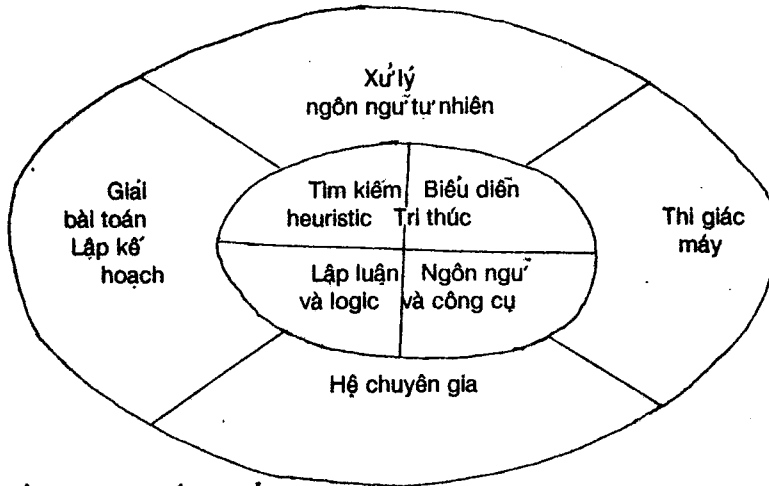 Xử lý
ngôn ngữ tự nhiên
Giải
bài toán
Lập kế
hoạch
Tìm kiếm
heuristic
Biểu diễn
Tri thức
Thi giác
máy
Lập luận
và logic
Ngôn ngữ
và công cụ
Hệ chuyên gia